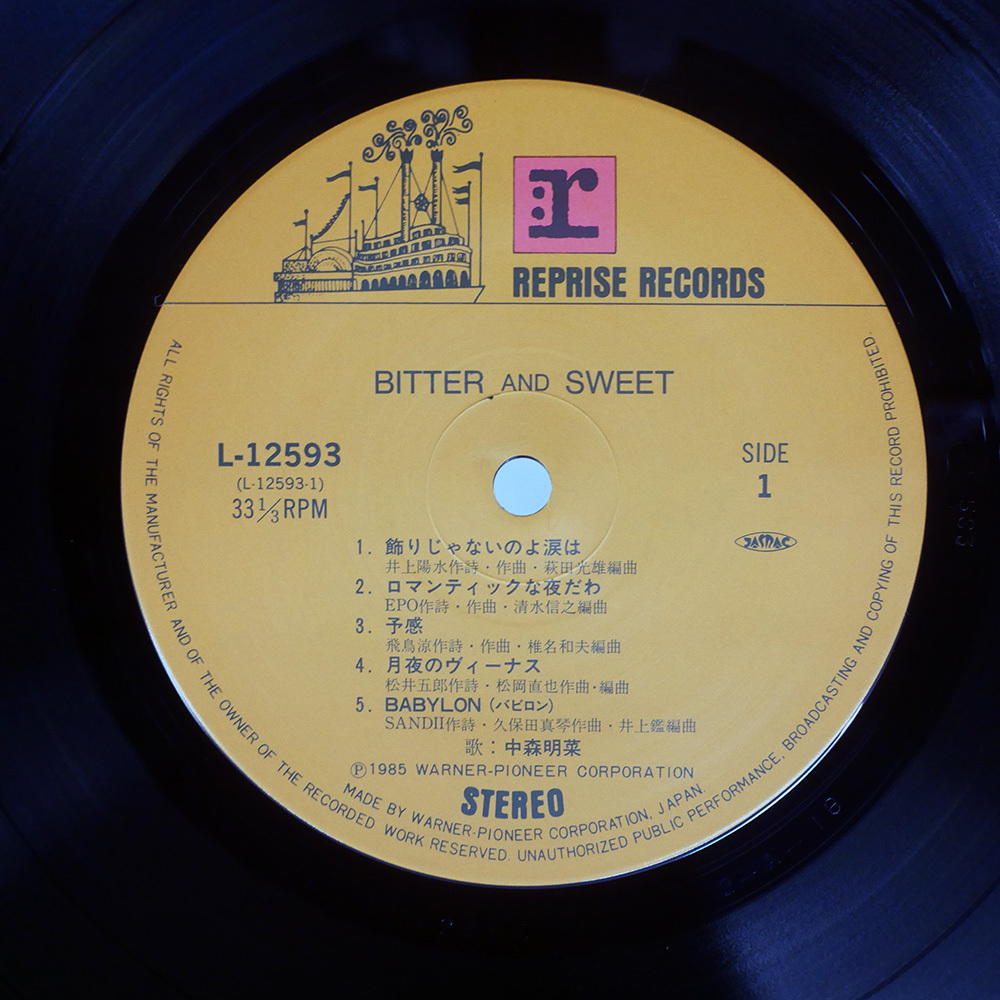 :r
REPRISE RECORDS
BITTER AND SWEET
L-12593
(L-12593-1)
33 1/3 RPM
SIDE
1
JASRAC
1. 飾りじゃないのよ涙は
井上陽水作詩・作曲・萩田光雄編曲
2. ロマンティックな夜だわ
EPO作詩・作曲・清水信之編曲
3. 予感
飛鳥涼作詩・作曲・椎名和夫編曲
4. 月夜のヴィーナス
松井五郎作詩・松岡直也作曲・編曲
5. BABYLON (バビロン)
SANDII作詩・久保田真琴作曲・井上鑑編曲
歌：中森明菜
Ⓟ1985 WARNER-PIONEER CORPORATION
STEREO
MADE BY WARNER-PIONEER CORPORATION, JAPAN.
ALL RIGHTS OF THE MANUFACTURER AND OF THE OWNER OF THE RECORDED WORK RESERVED. UNAUTHORIZED PUBLIC PERFORMANCE, BROADCASTING AND COPYING OF THIS RECORD PROHIBITED.